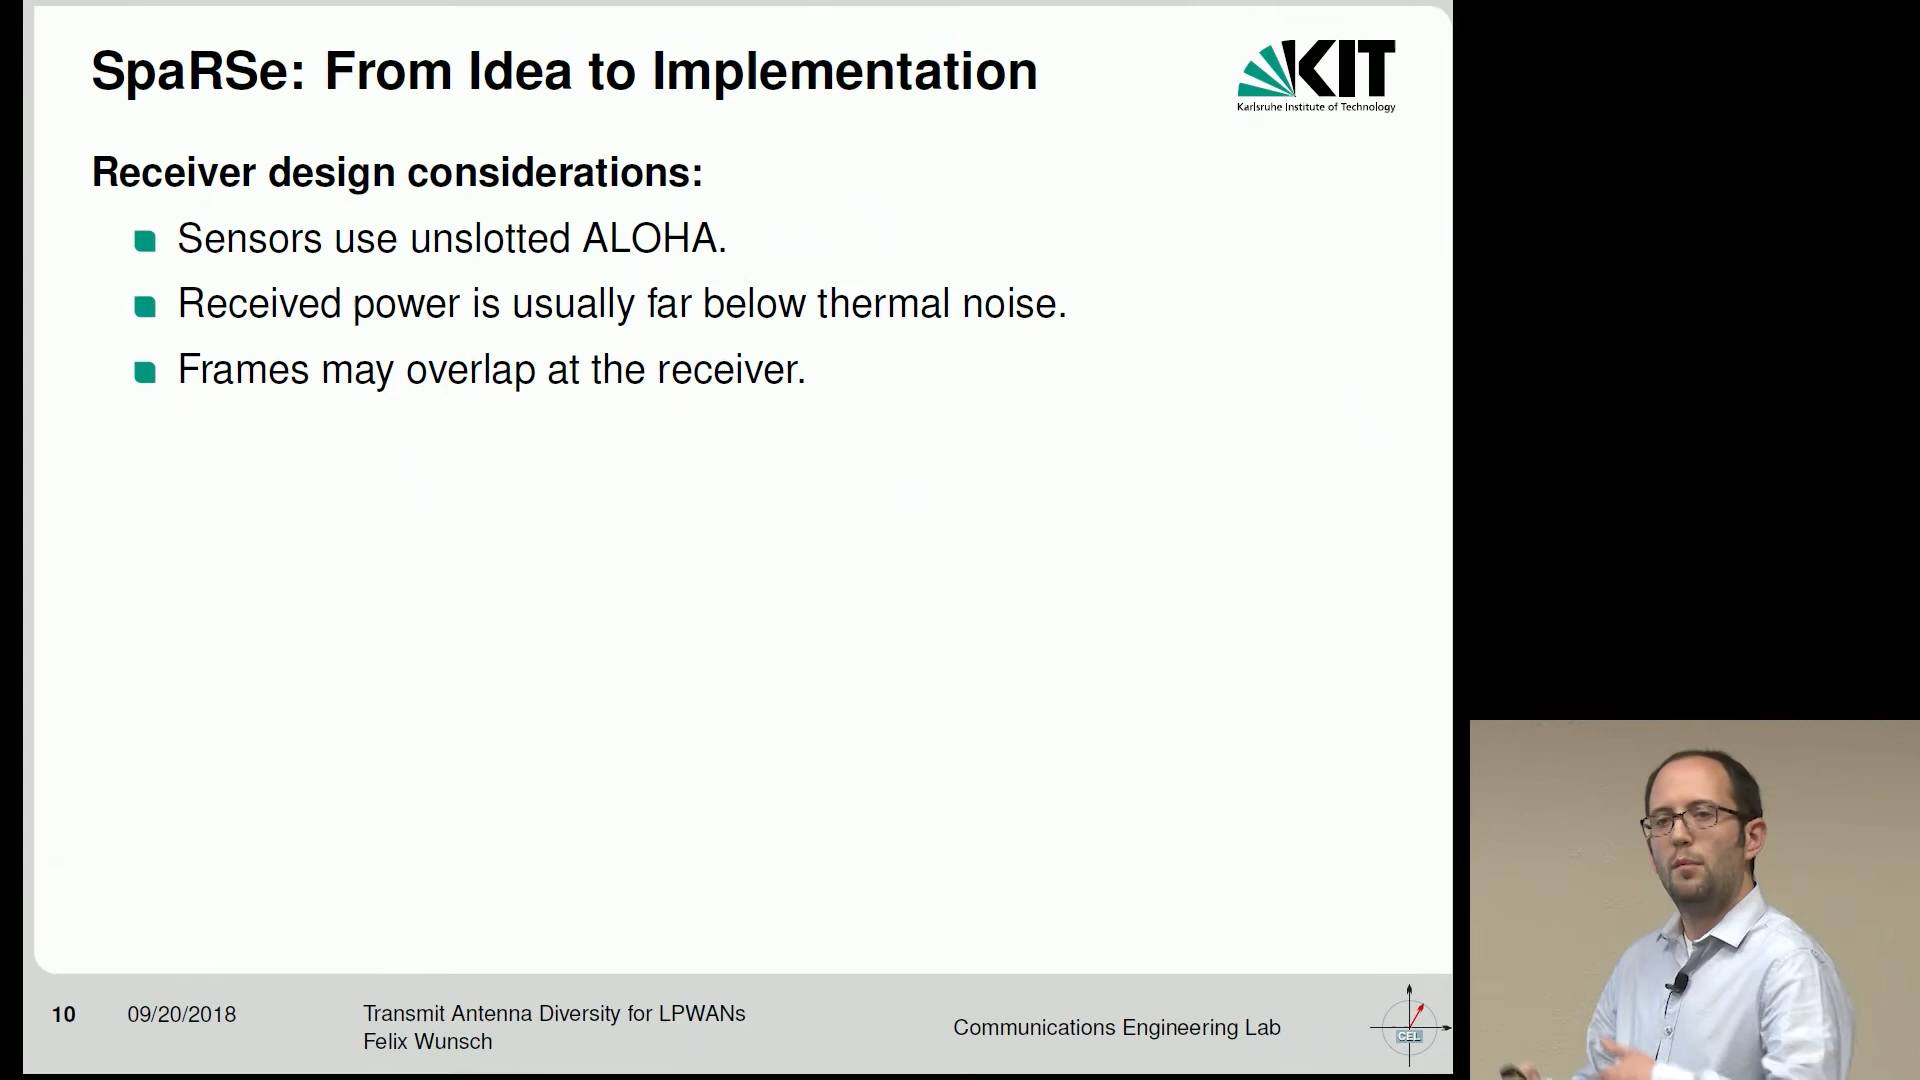 SpaRSe: From Idea to Implementation
KIT
Karlsruhe Institute of Technology
Receiver design considerations:
Sensors use unslotted ALOHA.
Received power is usually far below thermal noise.
Frames may overlap at the receiver.
10
09/20/2018
Transmit Antenna Diversity for LPWANs
Felix Wunsch
Communications Engineering Lab
CEL